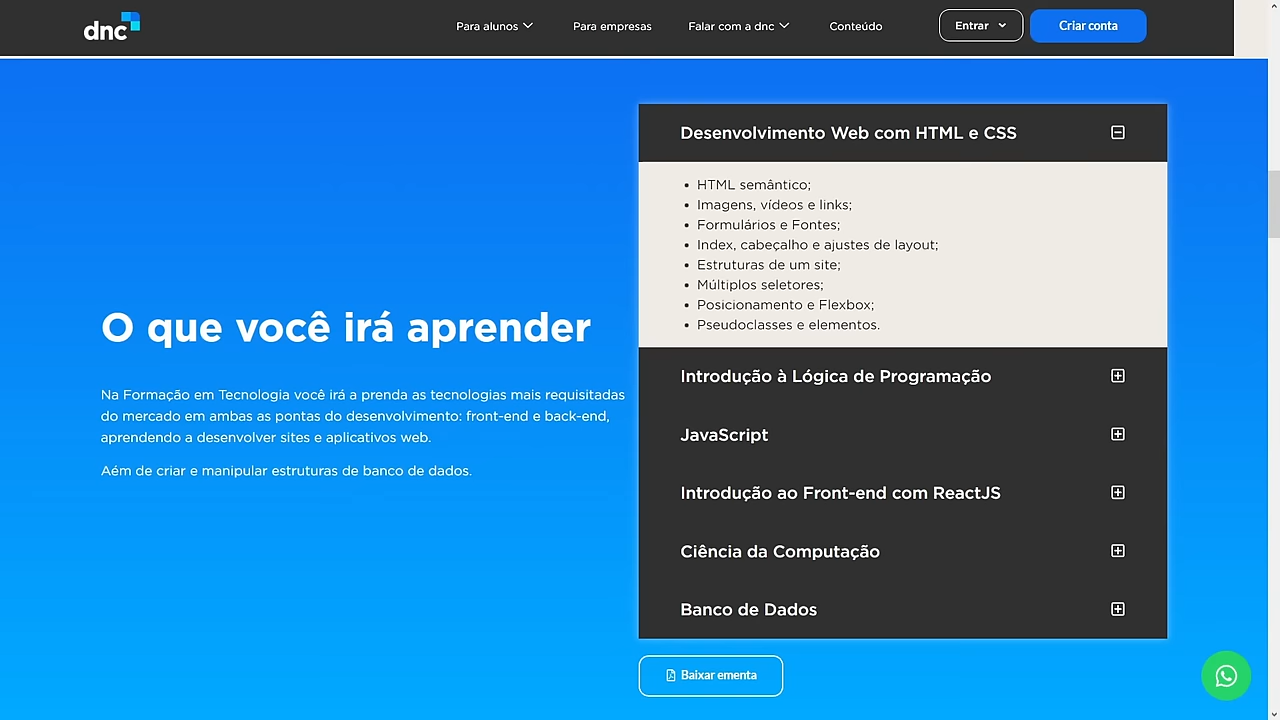 dnc
Para alunos
Para empresas
Falar com a dnc
Conteúdo
Entrar
Criar conta
O que você irá aprender
Na Formação em Tecnologia você irá a prenda as tecnologias mais requisitadas
do mercado em ambas as pontas do desenvolvimento: front-end e back-end,
aprendendo a desenvolver sites e aplicativos web.
Aém de criar e manipular estruturas de banco de dados.
Desenvolvimento Web com HTML e CSS
• HTML semântico;
• Imagens, vídeos e links;
• Formulários e Fontes;
• Index, cabeçalho e ajustes de layout;
• Estruturas de um site;
• Múltiplos seletores;
• Posicionamento e Flexbox;
• Pseudoclasses e elementos.
Introdução à Lógica de Programação
JavaScript
Introdução ao Front-end com ReactJS
Ciência da Computação
Banco de Dados
Baixar ementa